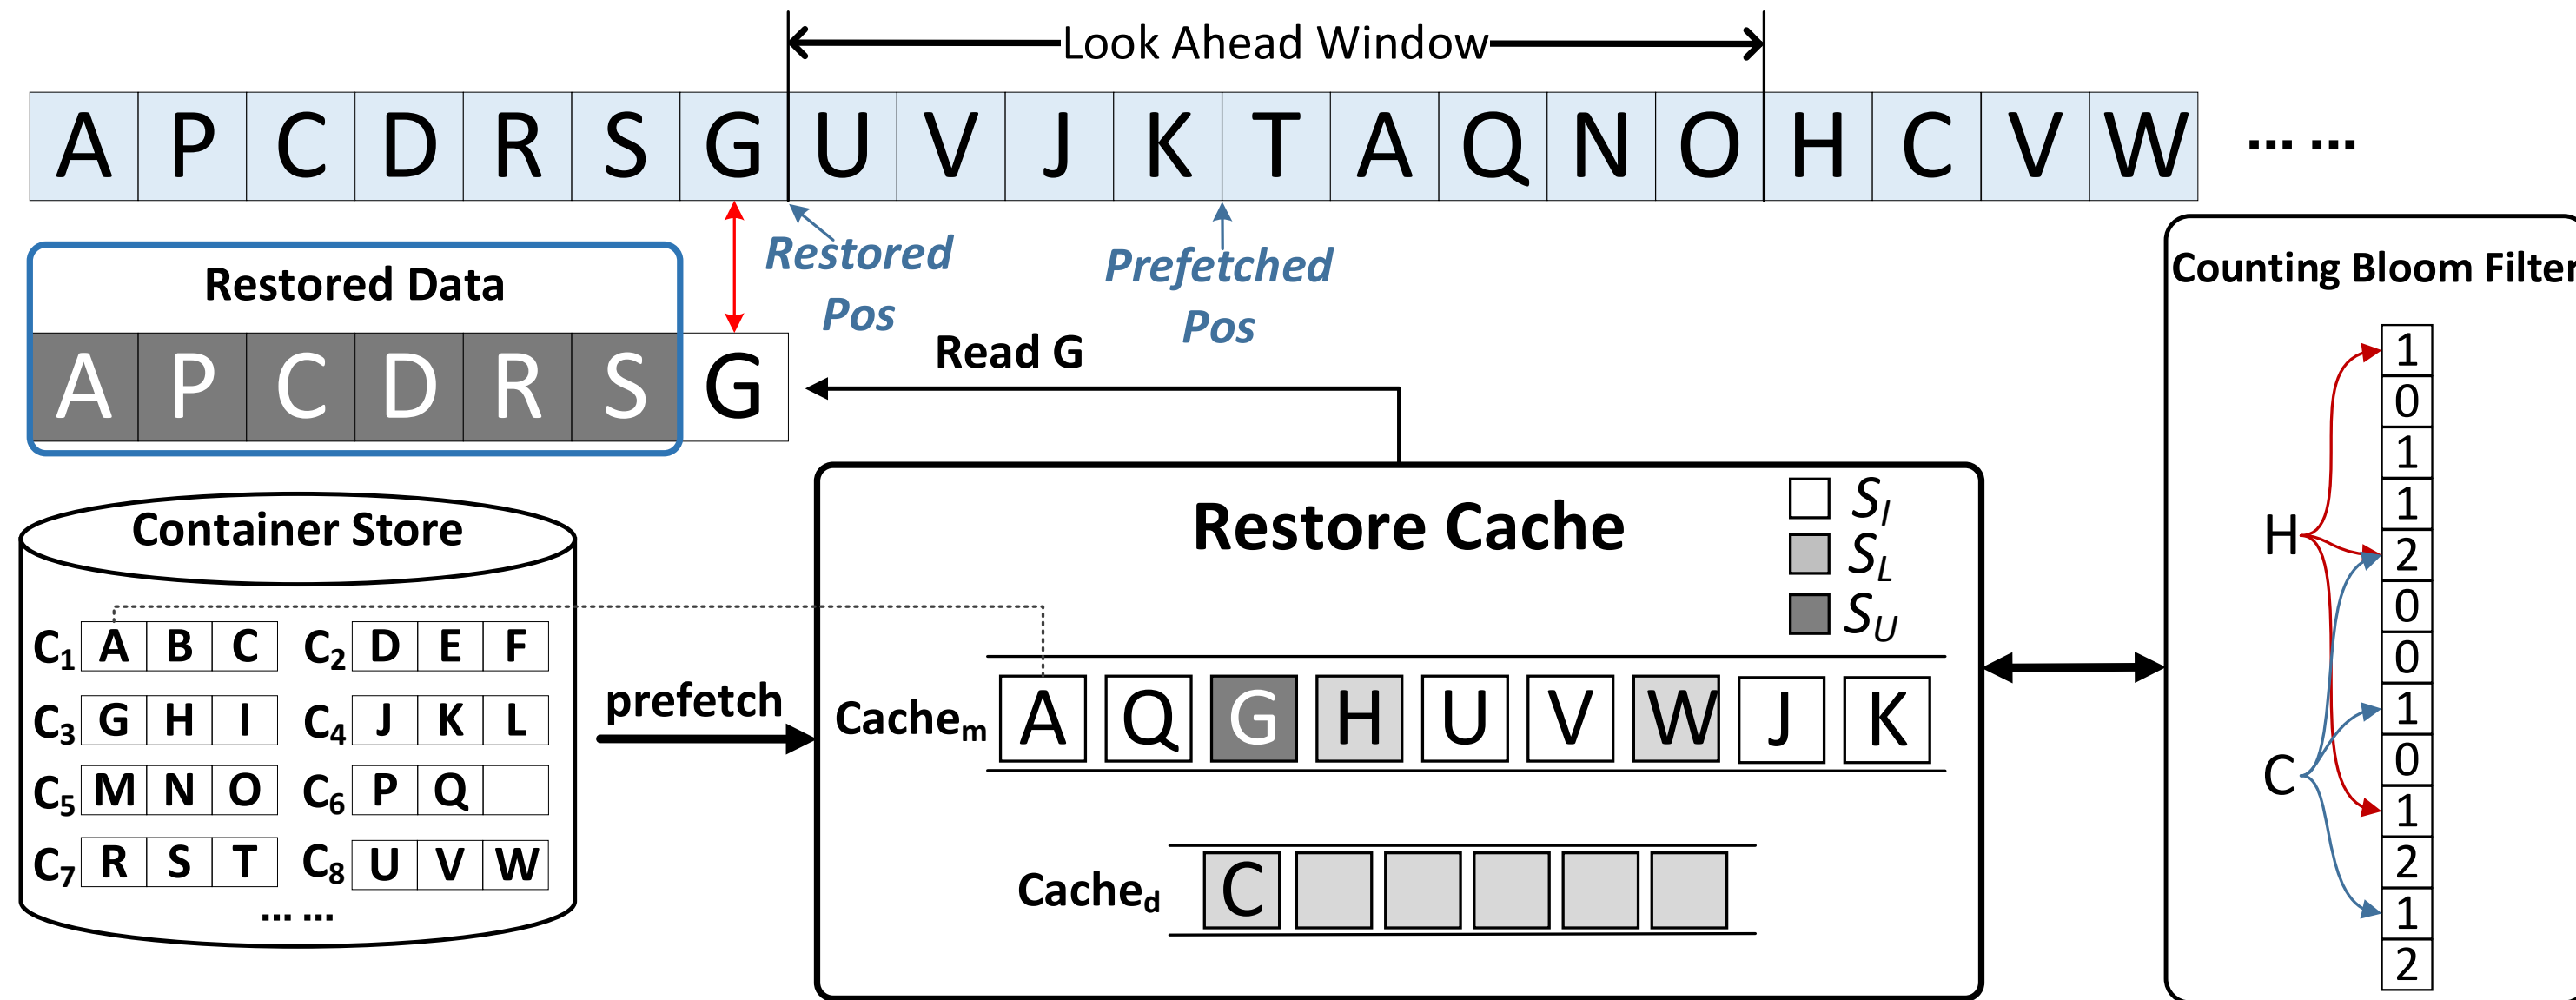 Look Ahead Window
A P C D R S G U V J K T A Q N O H C V W ... ...
Restored Pos
Prefetched Pos
Restored Data
A P C D R S G
Read G
Counting Bloom Filter
Container Store
C1 A B C C2 D E F
C3 G H I C4 J K L
C5 M N O C6 P Q
C7 R S T C8 U V W
... ...
prefetch
Restore Cache
SI
SL
SU
Cachem A Q G H U V W J K
Cached C
H
C
1
0
1
1
2
0
0
1
0
1
2
1
2